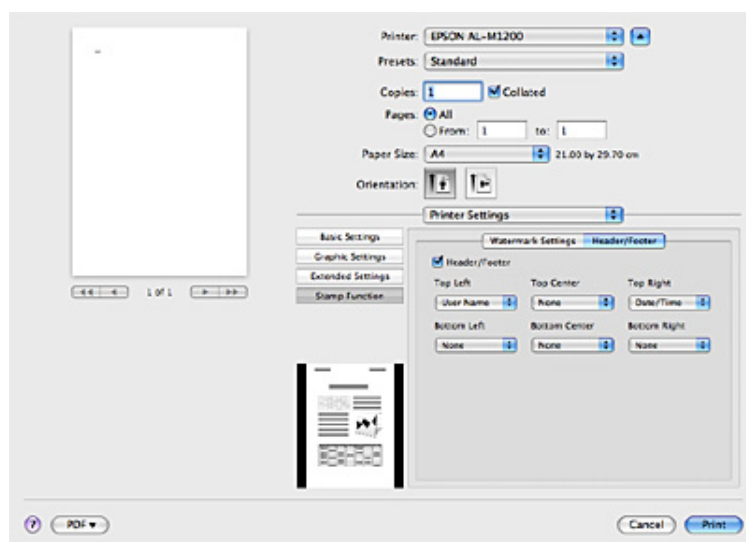 Printer: EPSON AL-M1200
Presets: Standard
Copies: 1 Collated
Pages: All
From: 1 to: 1
Paper Size: A4 21.00 by 29.70 cm
Orientation:
Printer Settings
Basic Settings
Graphic Settings
Extended Settings
Stamp Function
Watermark Settings Header/Footer
Header/Footer
Top Left Top Center Top Right
User Name None Date/Time
Bottom Left Bottom Center Bottom Right
None None None
1 of 1
? PDF Cancel Print